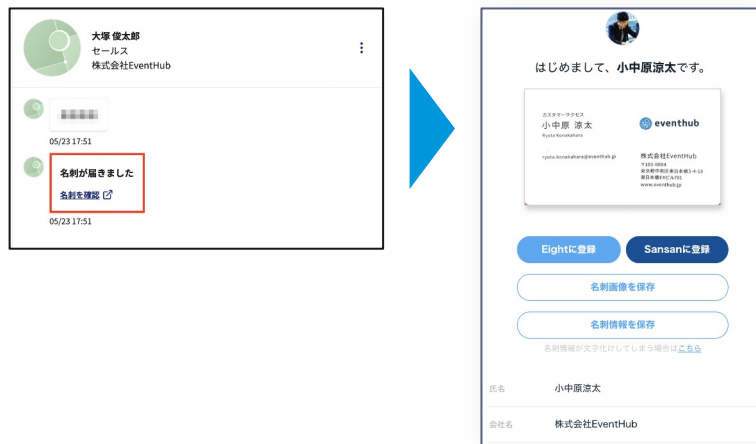 大塚 俊太郎
セールス
株式会社EventHub
05/23 17:51
名刺が届きました
名刺を確認
05/23 17:51
はじめまして、小中原涼太です。
カスタマーサクセス
小中原 涼太
Ryota Konakahara
eventhub
ryota.konakahara@eventhub.jp
株式会社EventHub
〒103-0004
www.eventhub.jp
Eightに登録
Sansanに登録
名刺画像を保存
名刺情報を保存
名刺情報が文字化けしてしまう場合はこちら
氏名 小中原涼太
会社名 株式会社EventHub